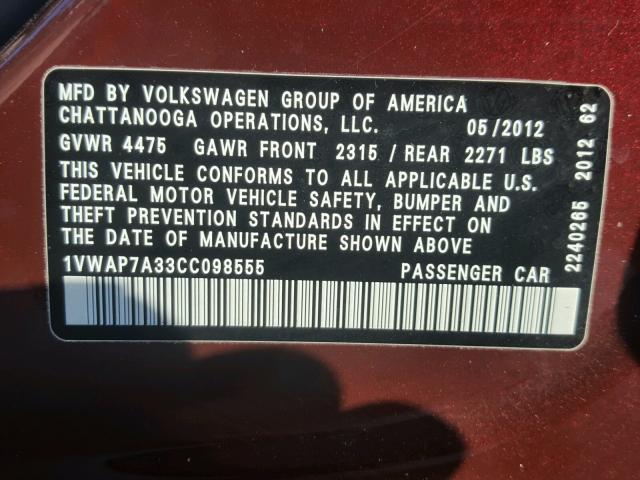 MFD BY VOLKSWAGEN GROUP OF AMERICA
CHATTANOOGA OPERATIONS, LLC. 05/2012
GVWR 4475 GAWR FRONT 2315 / REAR 2271 LBS
THIS VEHICLE CONFORMS TO ALL APPLICABLE U.S.
FEDERAL MOTOR VEHICLE SAFETY, BUMPER AND
THEFT PREVENTION STANDARDS IN EFFECT ON
THE DATE OF MANUFACTURE SHOWN ABOVE
1VWAP7A33CC098555 PASSENGER CAR
2240265 2012 62